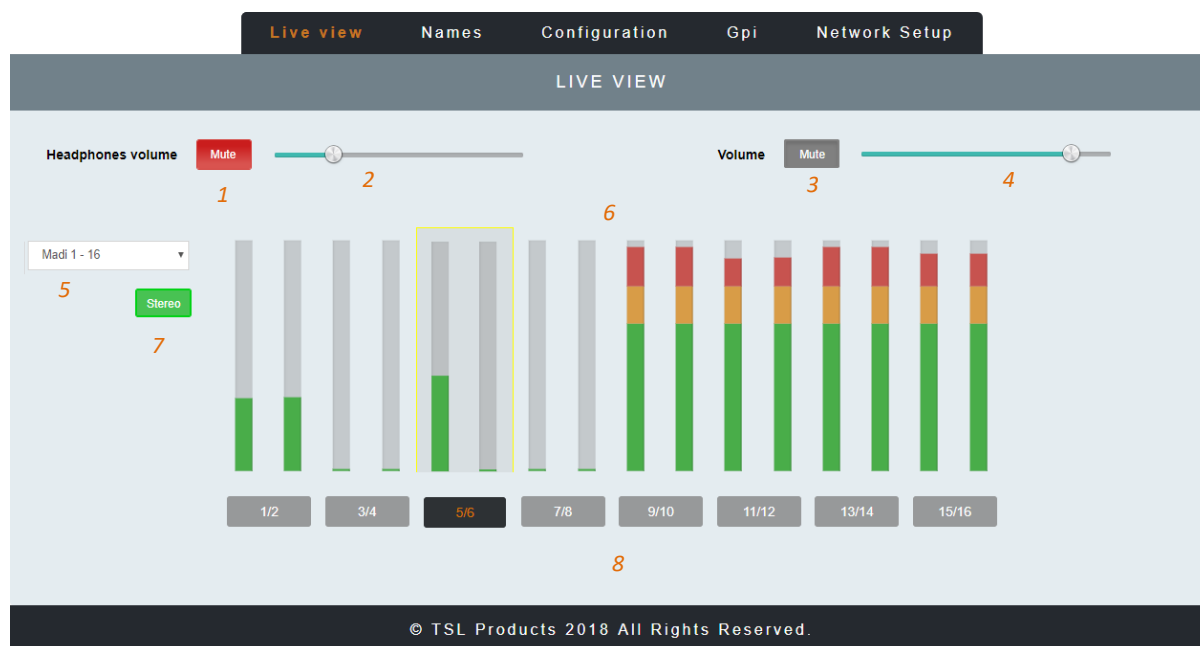 Live view Names Configuration Gpi Network Setup
LIVE VIEW
Headphones volume Mute Volume Mute
1 2 3 4
6
Madi 1 - 16
5
Stereo
7
1/2 3/4 5/6 7/8 9/10 11/12 13/14 15/16
8
© TSL Products 2018 All Rights Reserved.